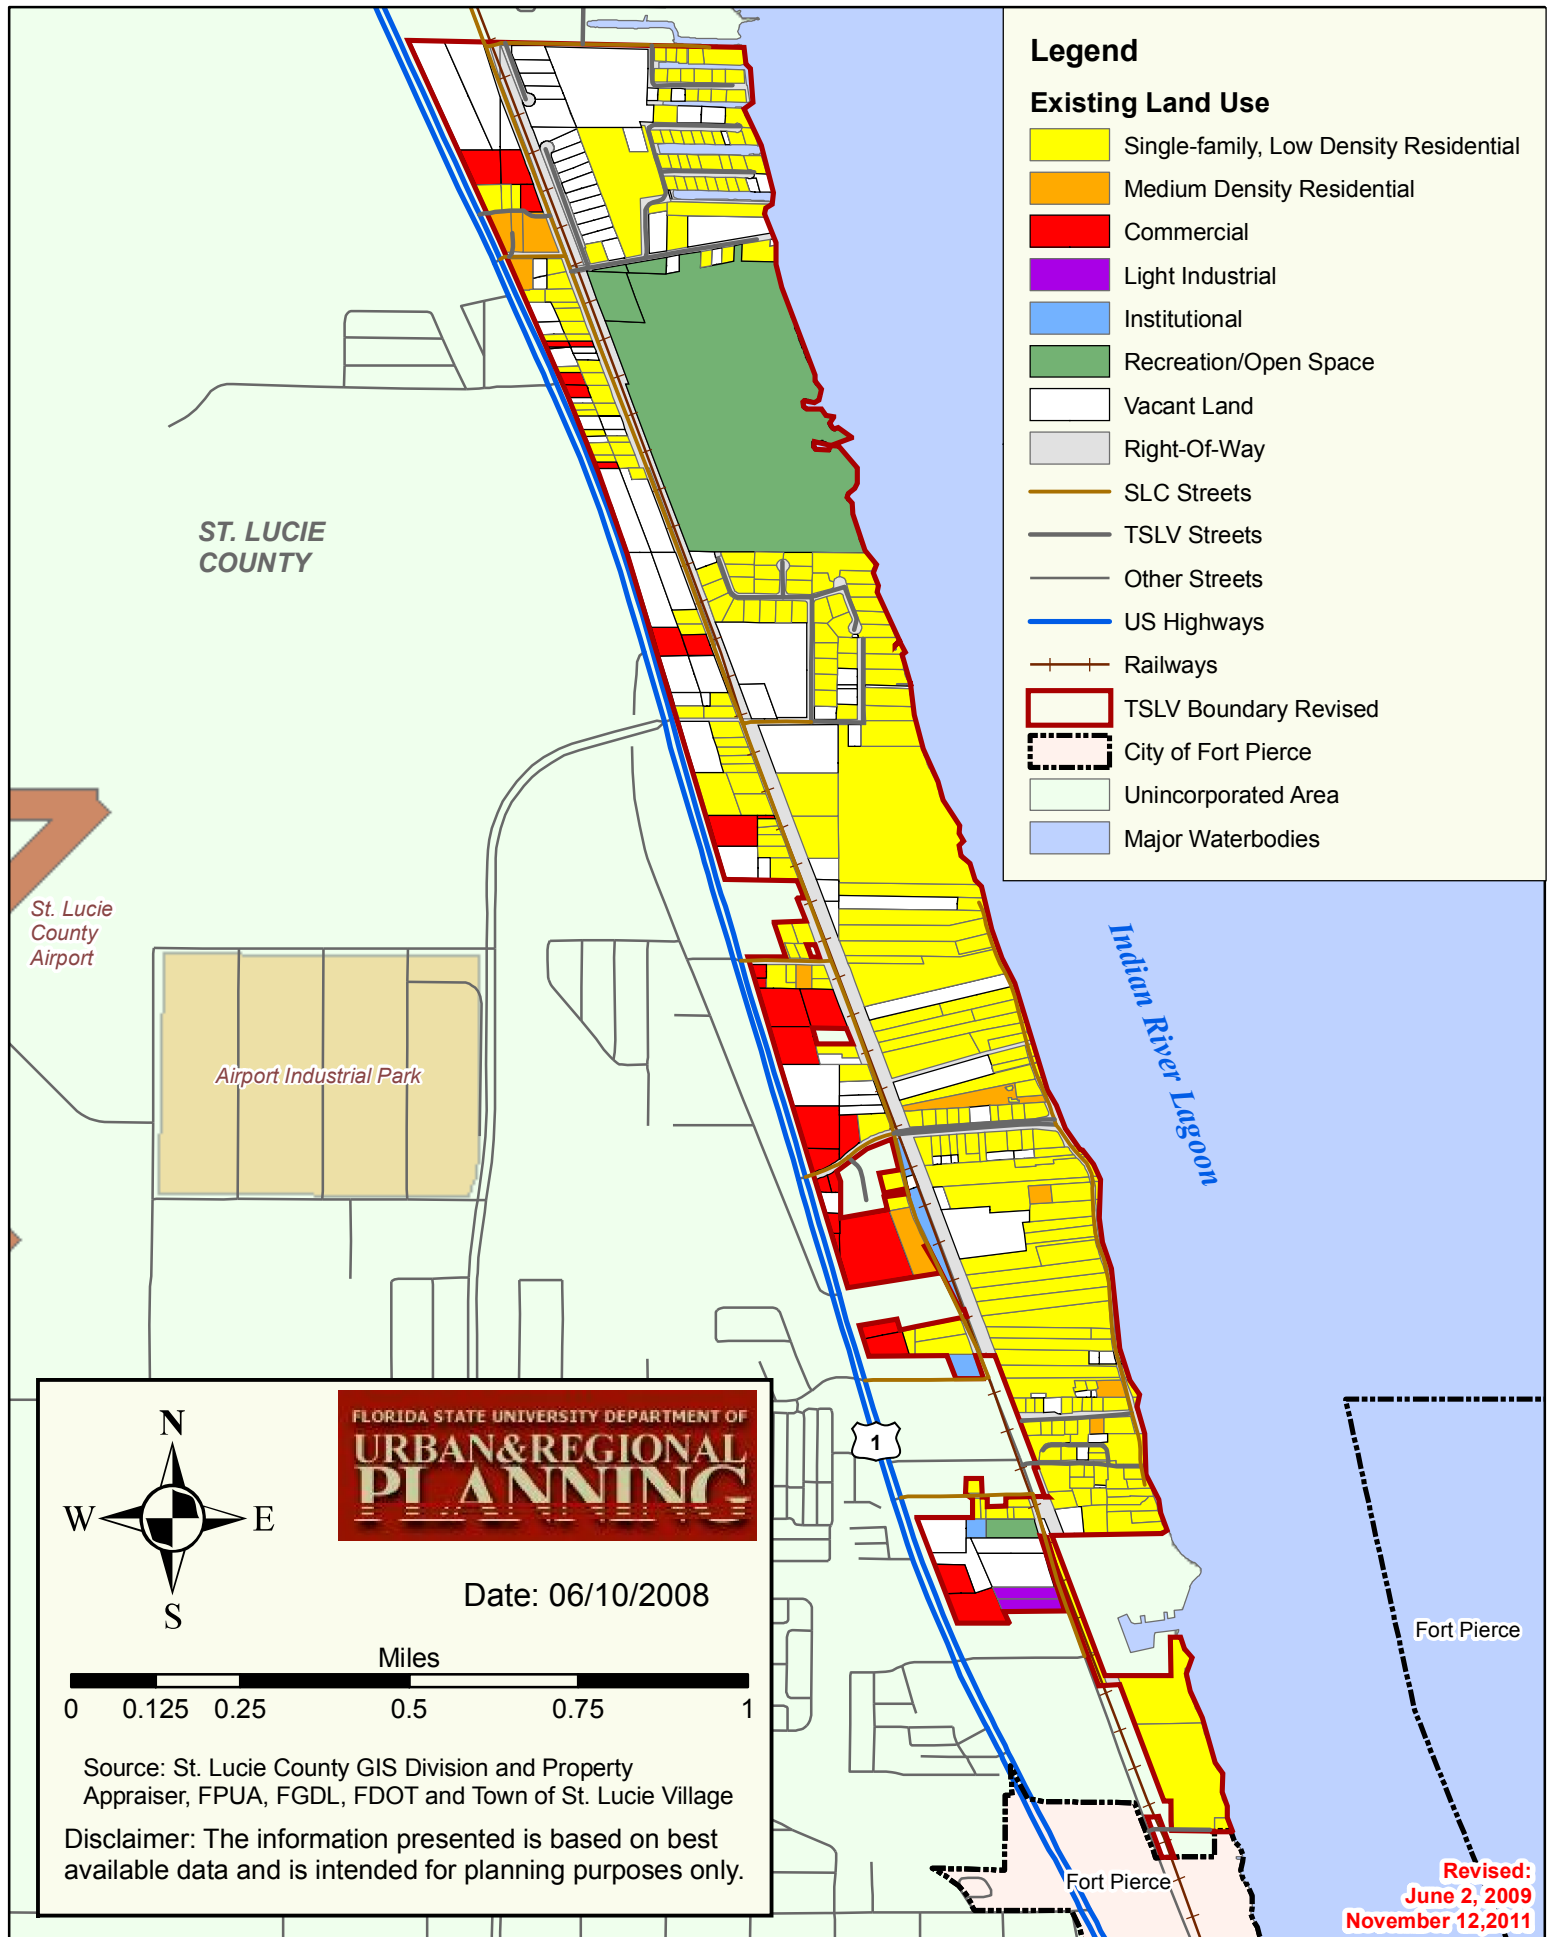 Legend
Existing Land Use
Single-family, Low Density Residential
Medium Density Residential
Commercial
Light Industrial
Institutional
Recreation/Open Space
Vacant Land
Right-Of-Way
SLC Streets
TSLV Streets
Other Streets
US Highways
Railways
TSLV Boundary Revised
City of Fort Pierce
Unincorporated Area
Major Waterbodies
ST. LUCIE
COUNTY
St. Lucie
County
Airport
Airport Industrial Park
Indian River Lagoon
1
N
W
E
S
FLORIDA STATE UNIVERSITY DEPARTMENT OF
URBAN&REGIONAL
PLANNING
Date: 06/10/2008
Miles
0 0.125 0.25 0.5 0.75 1
Source: St. Lucie County GIS Division and Property
Appraiser, FPUA, FGDL, FDOT and Town of St. Lucie Village
Disclaimer: The information presented is based on best
available data and is intended for planning purposes only.
Fort Pierce
Fort Pierce
Revised:
June 2, 2009
November 12,2011